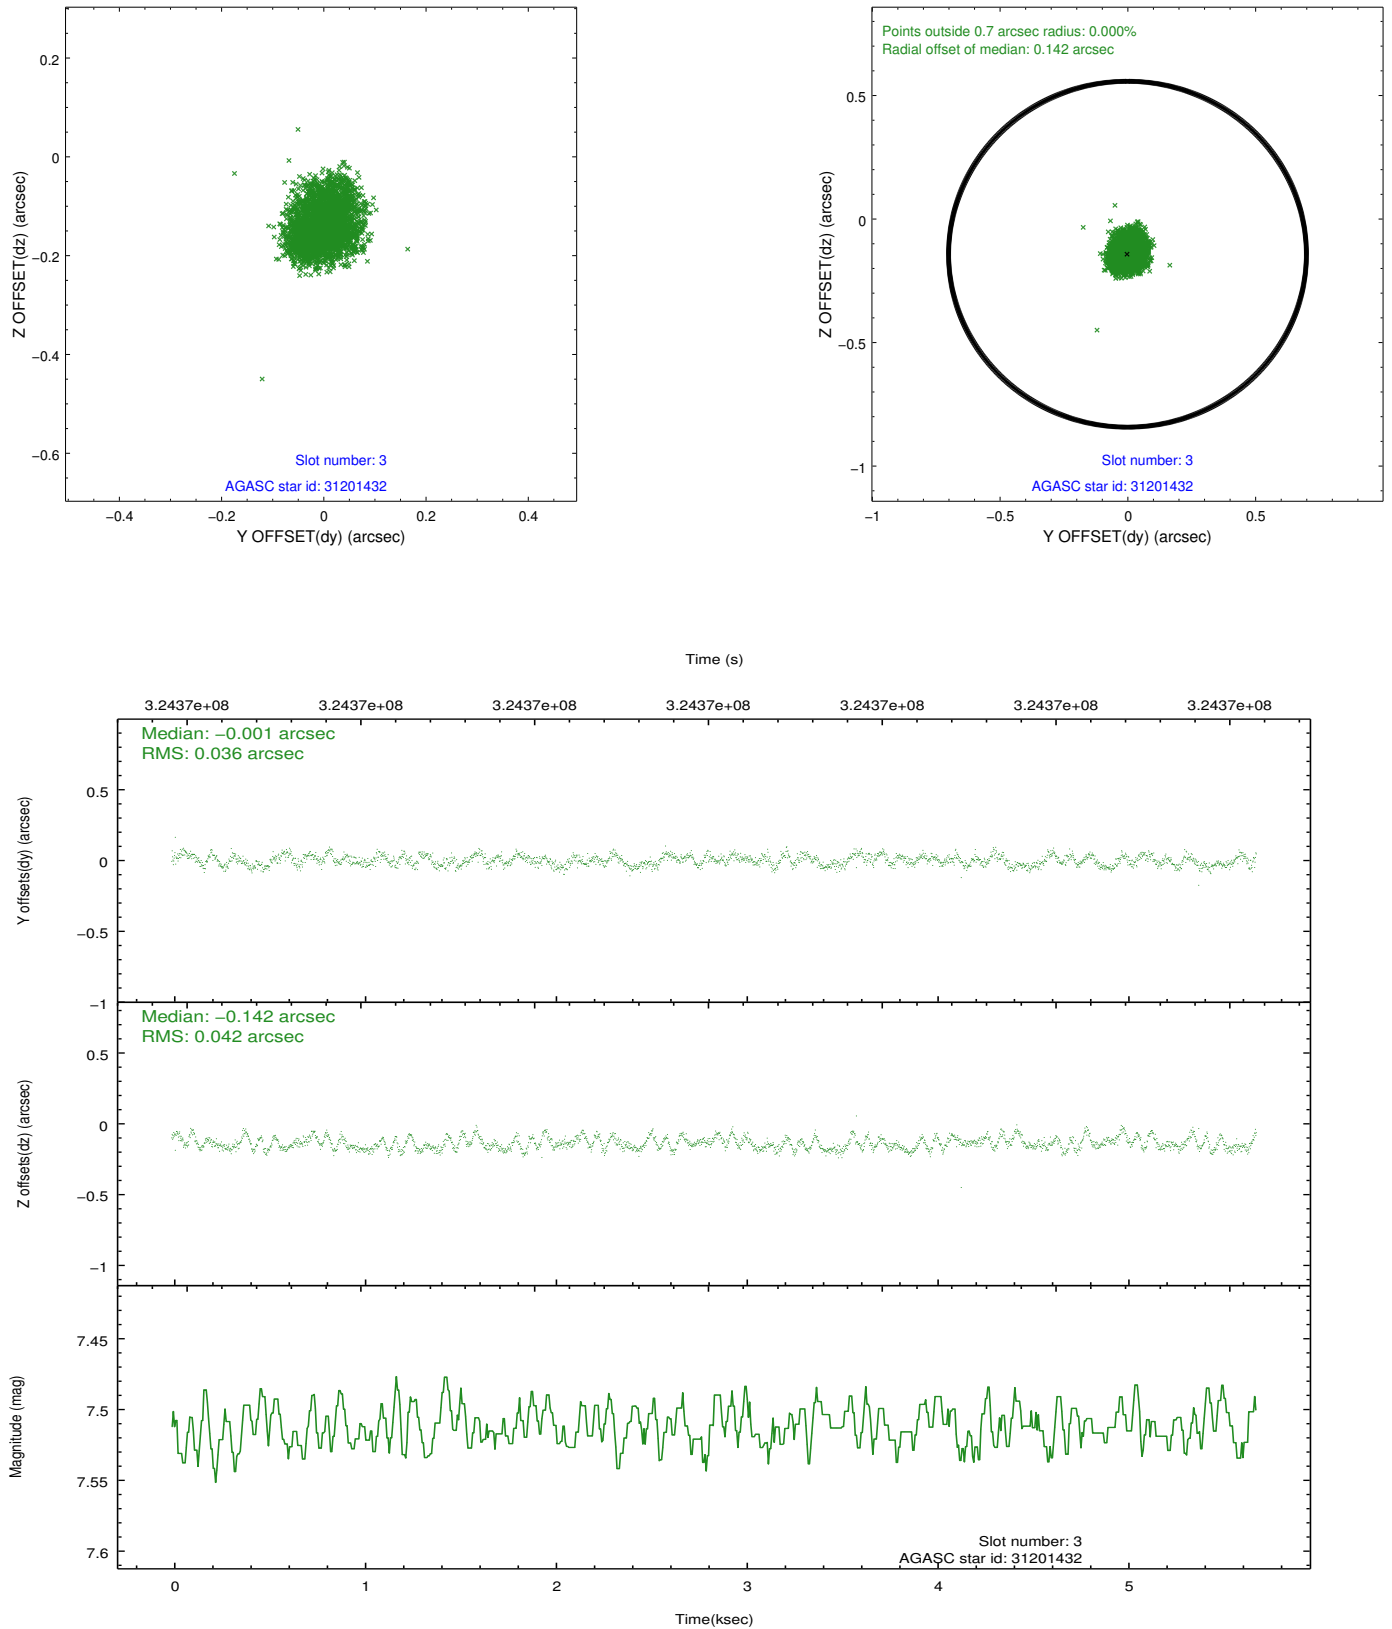 Points outside 0.7 arcsec radius: 0.000%
Radial offset of median: 0.142 arcsec
0.2
0
−0.2
−0.4
−0.6
Z OFFSET(dz) (arcsec)
Slot number: 3
AGASC star id: 31201432
−0.4
−0.2
0
0.2
0.4
Y OFFSET(dy) (arcsec)
0.5
0
−0.5
−1
Z OFFSET(dz) (arcsec)
Slot number: 3
AGASC star id: 31201432
−1
−0.5
0
0.5
Y OFFSET(dy) (arcsec)
Time (s)
3.2437e+08
3.2437e+08
3.2437e+08
3.2437e+08
3.2437e+08
3.2437e+08
3.2437e+08
Median: −0.001 arcsec
RMS: 0.036 arcsec
0.5
0
−0.5
−1
Y offsets(dy) (arcsec)
Median: −0.142 arcsec
RMS: 0.042 arcsec
0.5
0
−0.5
−1
Z offsets(dz) (arcsec)
7.45
7.5
7.55
7.6
Magnitude (mag)
Slot number: 3
AGASC star id: 31201432
0
1
2
3
4
5
Time(ksec)